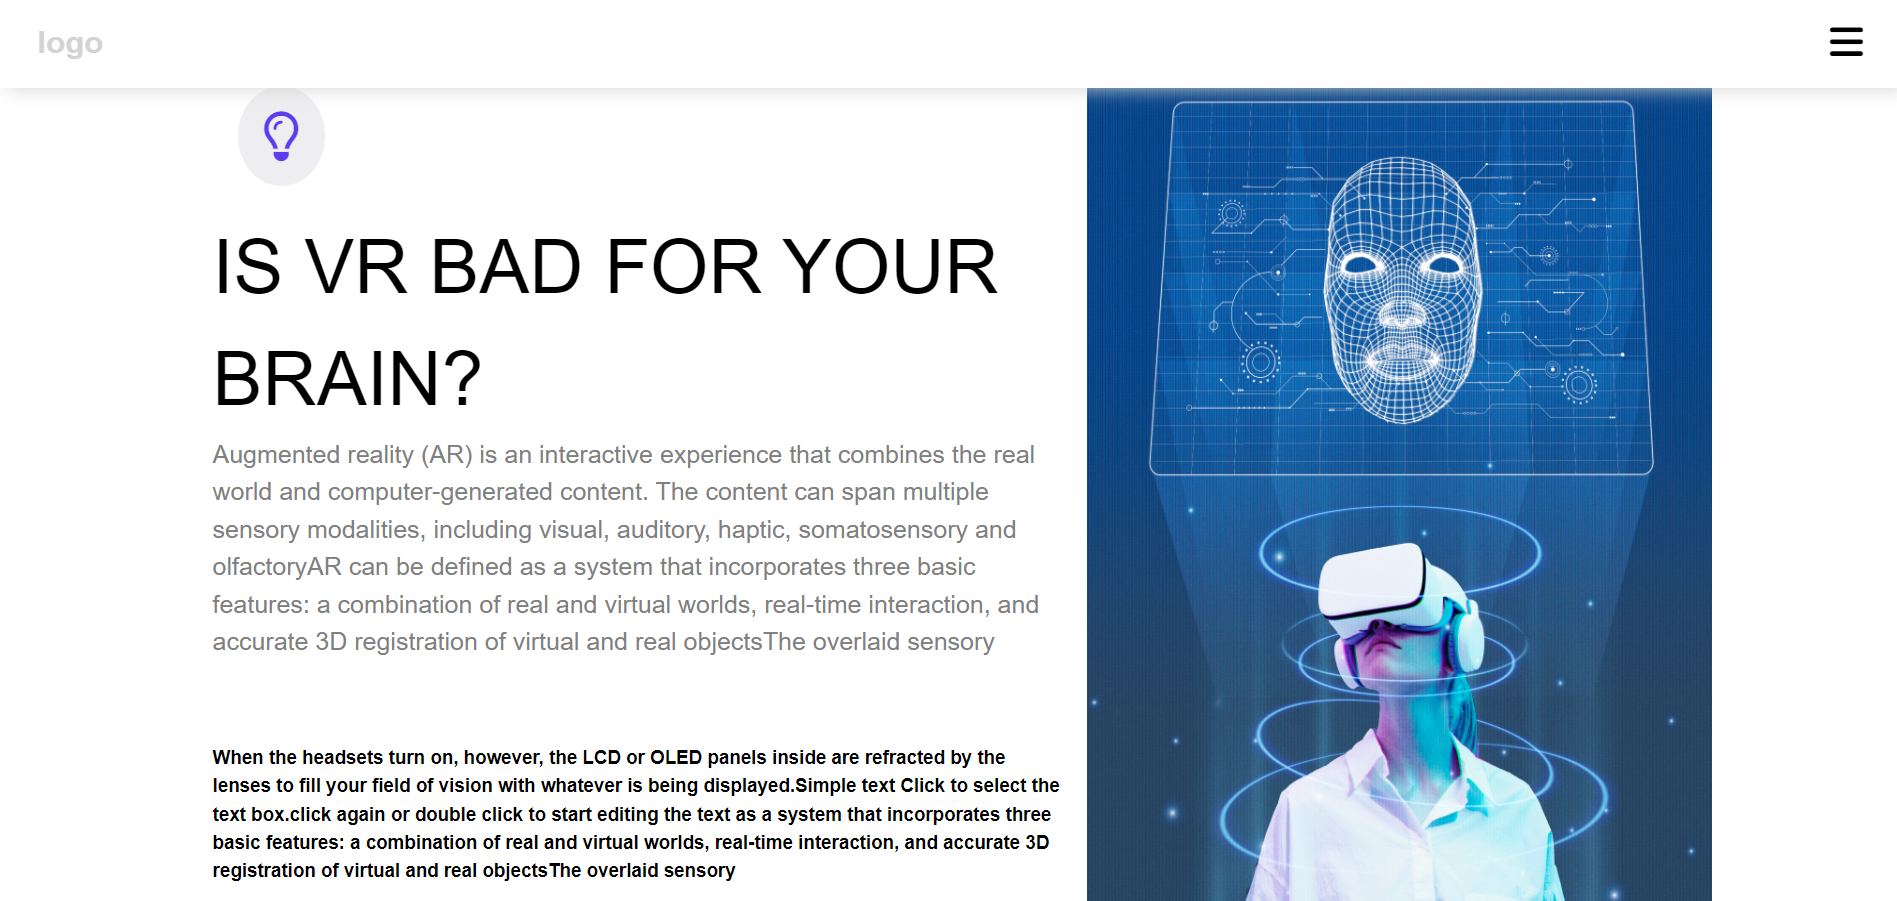 logo
IS VR BAD FOR YOUR
BRAIN?
Augmented reality (AR) is an interactive experience that combines the real
world and computer-generated content. The content can span multiple
sensory modalities, including visual, auditory, haptic, somatosensory and
olfactoryAR can be defined as a system that incorporates three basic
features: a combination of real and virtual worlds, real-time interaction, and
accurate 3D registration of virtual and real objectsThe overlaid sensory
When the headsets turn on, however, the LCD or OLED panels inside are refracted by the
lenses to fill your field of vision with whatever is being displayed.Simple text Click to select the
text box.click again or double click to start editing the text as a system that incorporates three
basic features: a combination of real and virtual worlds, real-time interaction, and accurate 3D
registration of virtual and real objectsThe overlaid sensory